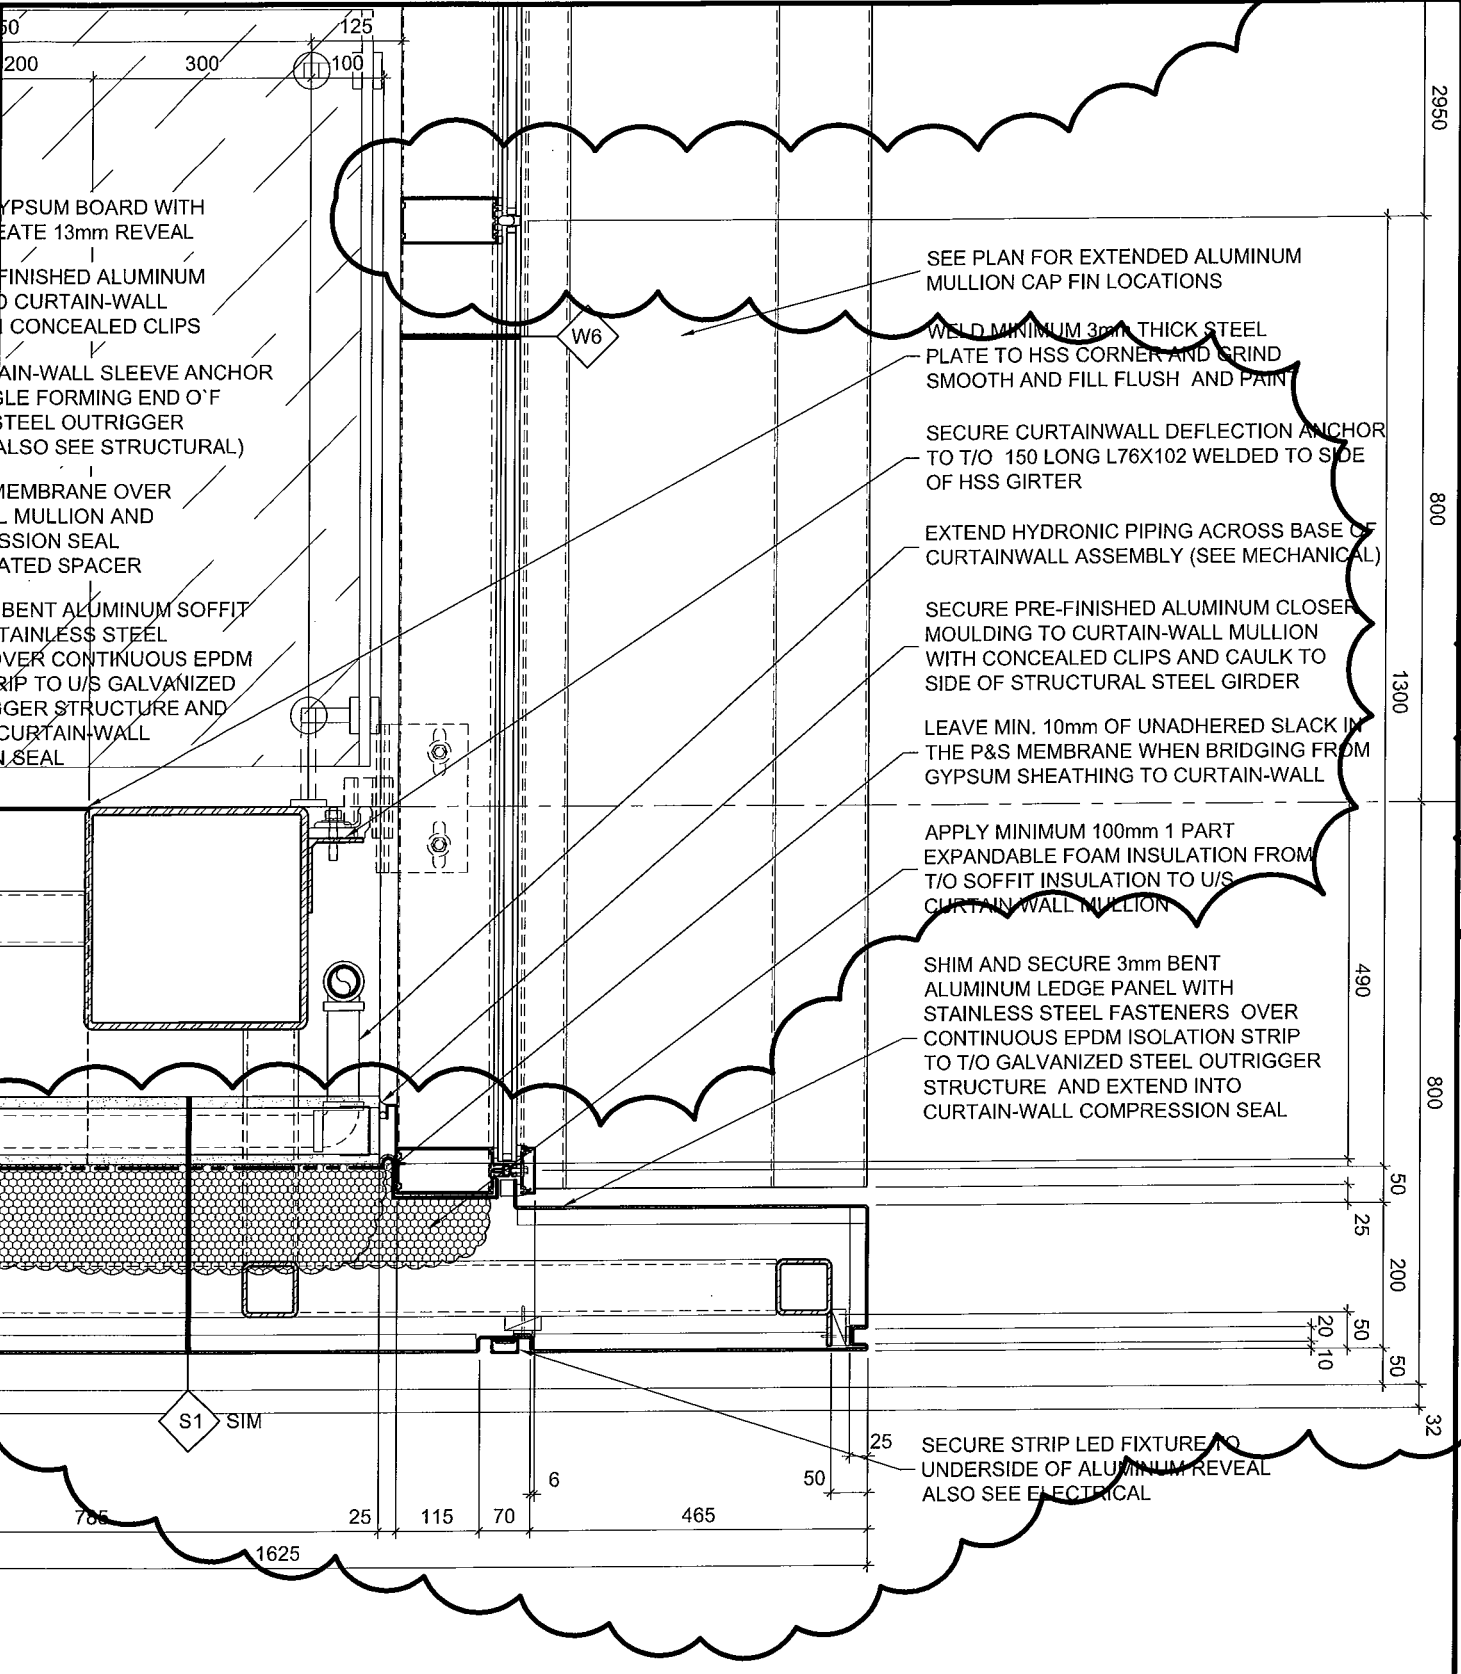 50
125
200
300
100
2950
YPSUM BOARD WITH
EATE 13mm REVEAL
FINISHED ALUMINUM
O CURTAIN-WALL
CONCEALED CLIPS
AIN-WALL SLEEVE ANCHOR
GLE FORMING END O`F
STEEL OUTRIGGER
ALSO SEE STRUCTURAL)
MEMBRANE OVER
L MULLION AND
SSION SEAL
ATED SPACER
BENT ALUMINUM SOFFIT
TAINLESS STEEL
OVER CONTINUOUS EPDM
RIP TO U/S GALVANIZED
GGER STRUCTURE AND
CURTAIN-WALL
N SEAL
W6
SEE PLAN FOR EXTENDED ALUMINUM
MULLION CAP FIN LOCATIONS
WELD MINIMUM 3mm THICK STEEL
PLATE TO HSS CORNER AND GRIND
SMOOTH AND FILL FLUSH AND PAINT
SECURE CURTAINWALL DEFLECTION ANCHOR
TO T/O 150 LONG L76X102 WELDED TO SIDE
OF HSS GIRTER
EXTEND HYDRONIC PIPING ACROSS BASE OF
CURTAINWALL ASSEMBLY (SEE MECHANICAL)
SECURE PRE-FINISHED ALUMINUM CLOSER
MOULDING TO CURTAIN-WALL MULLION
WITH CONCEALED CLIPS AND CAULK TO
SIDE OF STRUCTURAL STEEL GIRDER
LEAVE MIN. 10mm OF UNADHERED SLACK IN
THE P&S MEMBRANE WHEN BRIDGING FROM
GYPSUM SHEATHING TO CURTAIN-WALL
APPLY MINIMUM 100mm 1 PART
EXPANDABLE FOAM INSULATION FROM
T/O SOFFIT INSULATION TO U/S
CURTAIN WALL MULLION
SHIM AND SECURE 3mm BENT
ALUMINUM LEDGE PANEL WITH
STAINLESS STEEL FASTENERS OVER
CONTINUOUS EPDM ISOLATION STRIP
TO T/O GALVANIZED STEEL OUTRIGGER
STRUCTURE AND EXTEND INTO
CURTAIN-WALL COMPRESSION SEAL
800
1300
490
800
50
25
200
20
50
10
50
32
S1 SIM
25
SECURE STRIP LED FIXTURE TO
UNDERSIDE OF ALUMINUM REVEAL
ALSO SEE ELECTRICAL
6
50
785
25
115
70
465
1625